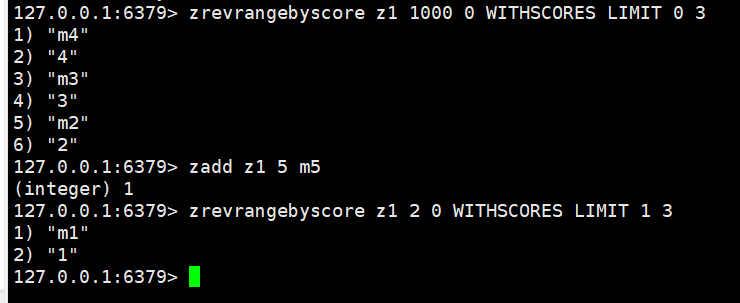 127.0.0.1:6379> zrevrangebyscore z1 1000 0 WITHSCORES LIMIT 0 3
1) "m4"
2) "4"
3) "m3"
4) "3"
5) "m2"
6) "2"
127.0.0.1:6379> zadd z1 5 m5
(integer) 1
127.0.0.1:6379> zrevrangebyscore z1 2 0 WITHSCORES LIMIT 1 3
1) "m1"
2) "1"
127.0.0.1:6379>